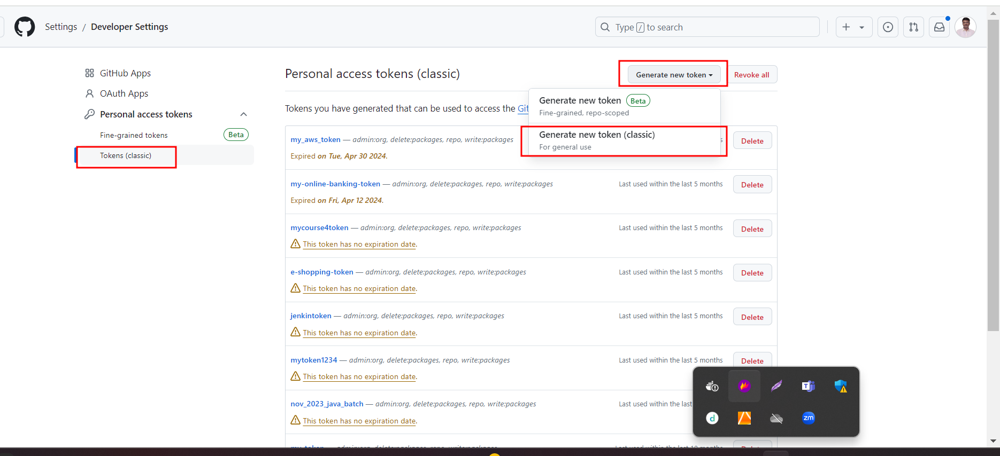 Settings / Developer Settings
Type / to search
GitHub Apps
OAuth Apps
Personal access tokens
Fine-grained tokens Beta
Tokens (classic)
Personal access tokens (classic)
Generate new token
Revoke all
Generate new token Beta
Fine-grained, repo-scoped
Generate new token (classic)
For general use
Tokens you have generated that can be used to access the Git
my_aws_token — admin:org, delete:packages, repo, write:packages
s
Delete
Expired on Tue, Apr 30 2024.
my-online-banking-token — admin:org, delete:packages, repo, write:packages
Last used within the last 5 months
Delete
Expired on Fri, Apr 12 2024.
mycourse4token — admin:org, delete:packages, repo, write:packages
Last used within the last 5 months
Delete
This token has no expiration date.
e-shopping-token — admin:org, delete:packages, repo, write:packages
Last used within the last 5 months
Delete
This token has no expiration date.
jenkintoken — admin:org, delete:packages, repo, write:packages
Last used within the last 5 months
Delete
This token has no expiration date.
mytoken1234 — admin:org, delete:packages, repo, write:packages
Last used within the last 5 months
Delete
This token has no expiration date.
nov_2023_java_batch — admin:org, delete:packages, repo, write:packages
Last used within the last
This token has no expiration date.
d
zm
T